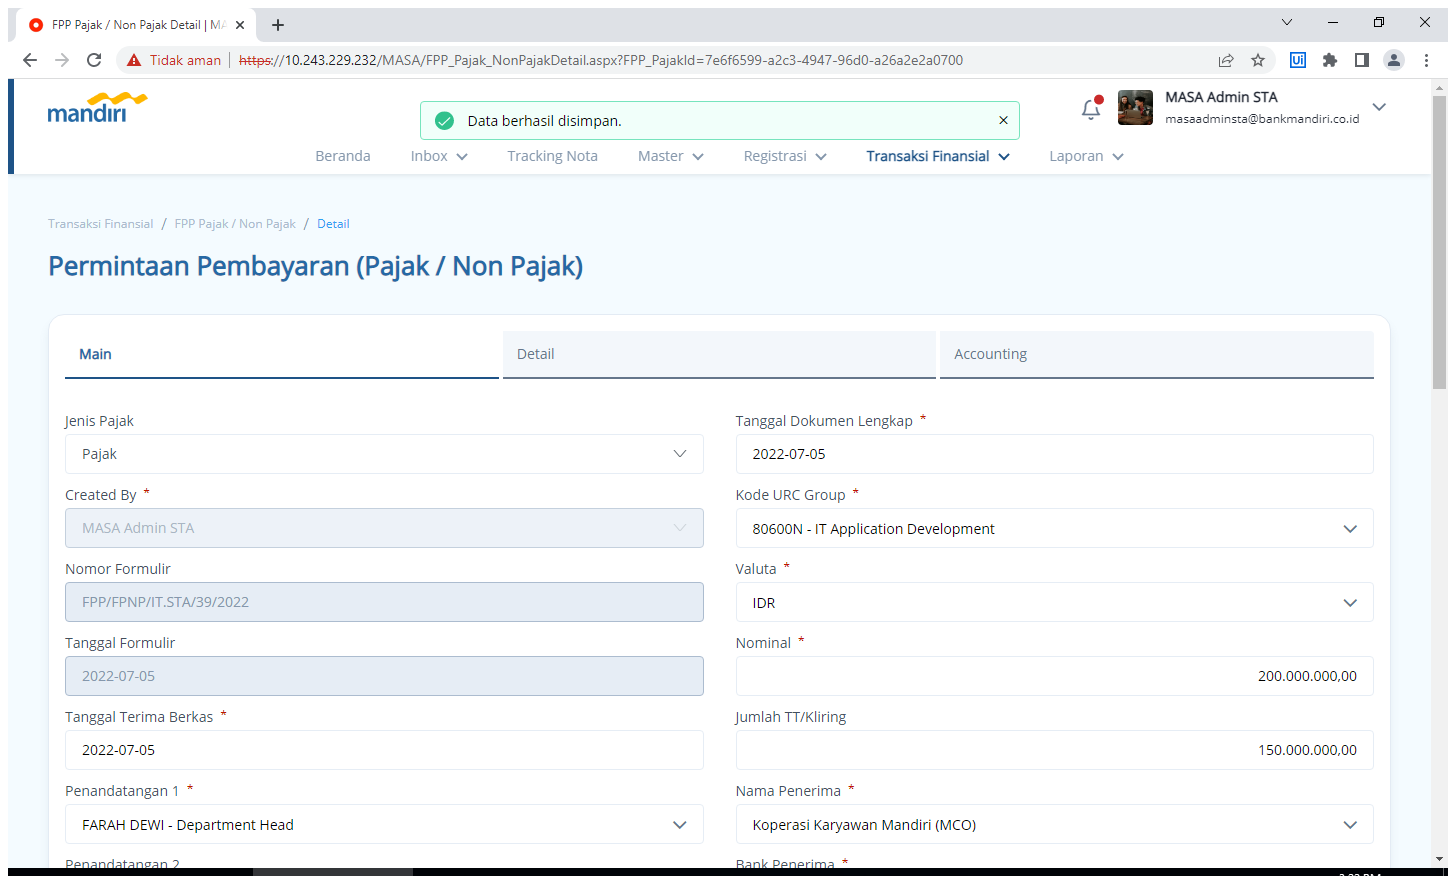 FPP Pajak / Non Pajak Detail | MA
Tidak aman
https://10.243.229.232/MASA/FPP_Pajak_NonPajakDetail.aspx?FPP_PajakId=7e6f6599-a2c3-4947-96d0-a26a2e2a0700
Ui
mandiri
Data berhasil disimpan.
MASA Admin STA
masaadminsta@bankmandiri.co.id
Beranda Inbox Tracking Nota Master Registrasi Transaksi Finansial Laporan
Transaksi Finansial / FPP Pajak / Non Pajak / Detail
Permintaan Pembayaran (Pajak / Non Pajak)
Main Detail Accounting
Jenis Pajak
Pajak
Created By *
MASA Admin STA
Nomor Formulir
FPP/FPNP/IT.STA/39/2022
Tanggal Formulir
2022-07-05
Tanggal Terima Berkas *
2022-07-05
Penandatangan 1 *
FARAH DEWI - Department Head
Penandatangan 2
Tanggal Dokumen Lengkap *
2022-07-05
Kode URC Group *
80600N - IT Application Development
Valuta *
IDR
Nominal *
200.000.000,00
Jumlah TT/Kliring
150.000.000,00
Nama Penerima *
Koperasi Karyawan Mandiri (MCO)
Bank Penerima *